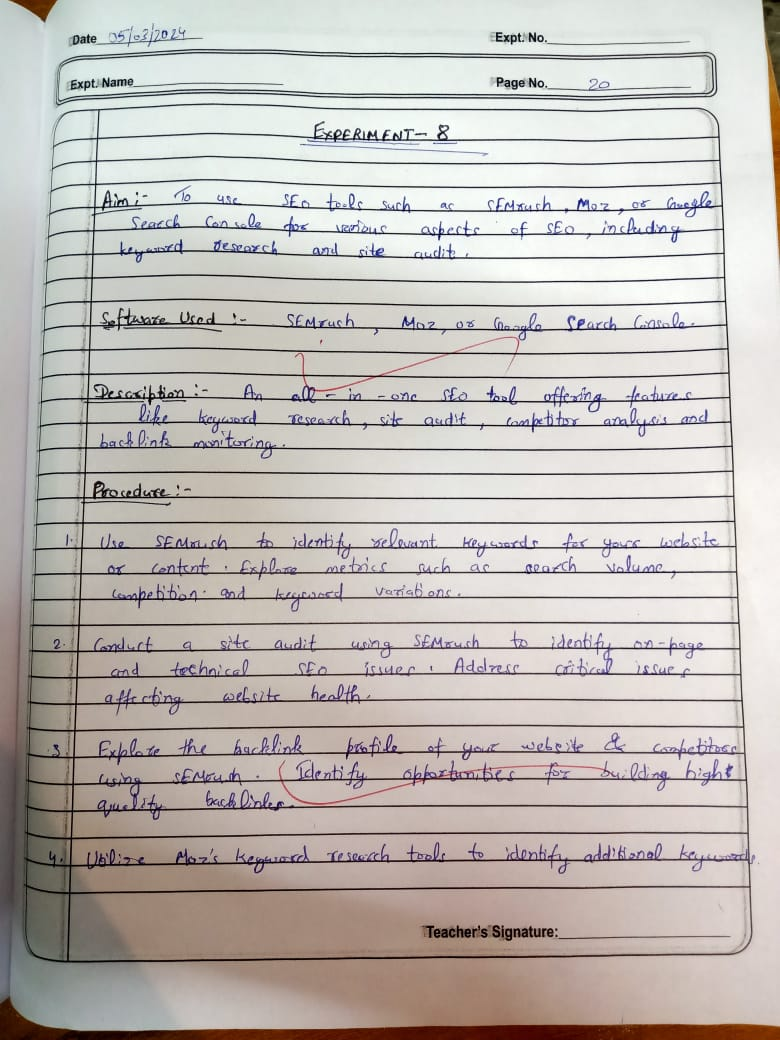 Date 05/03/2024 Expt. No.
Expt. Name Page No. 20
EXPERIMENT - 8
Aim :- To use SEO tools such as SEMrush, Moz, or Google
Search Console for various aspects of SEO, including
keyword research and site audit.
Software Used :- SEMrush, Moz, or Google Search Console.
Description :- An all-in-one SEO tool offering features
like keyword research, site audit, competitor analysis and
backlink monitoring.
Procedure :-
1. Use SEMrush to identify relevant keywords for your website
or content. Explore metrics such as search volume,
competition and keyword variations.
2. Conduct a site audit using SEMrush to identify on-page
and technical SEO issues. Address critical issues
affecting website health.
3. Explore the backlink profile of your website & competitors
using SEMrush. Identify opportunities for building high
quality backlinks.
4. Utilize Moz's keyword research tools to identify additional keywords.
Teacher's Signature: